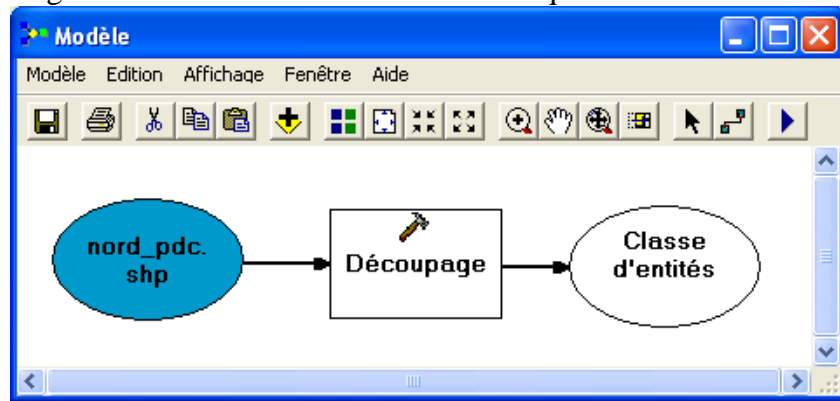 Modèle
Modèle Edition Affichage Fenêtre Aide
nord_pdc.
shp
Découpage
Classe
d'entités